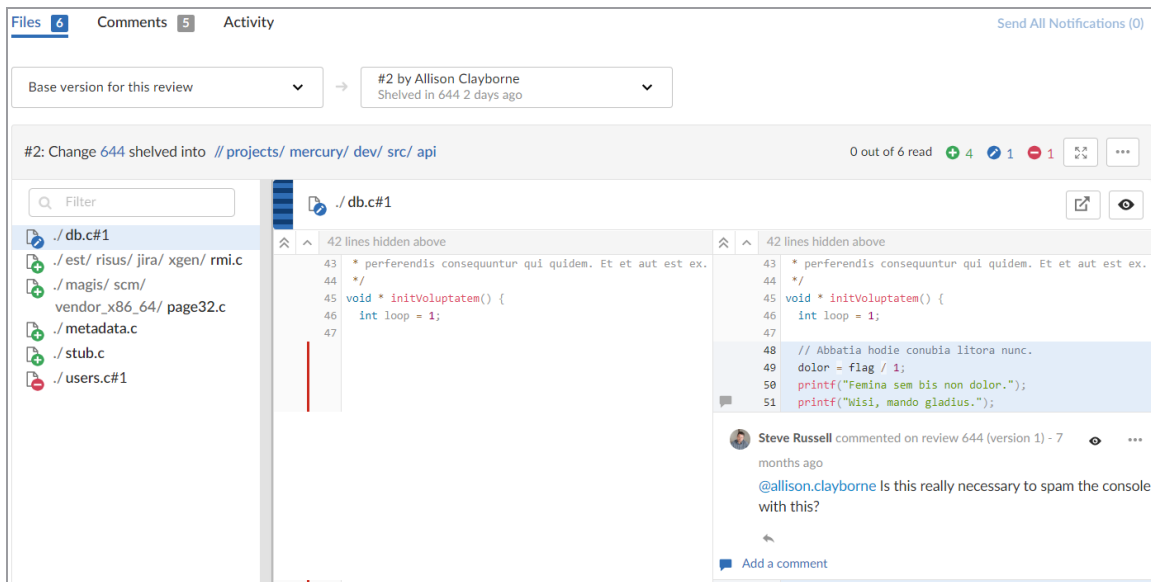 Files 6 Comments 5 Activity Send All Notifications (0)
Base version for this review
#2 by Allison Clayborne
Shelved in 644 2 days ago
#2: Change 644 shelved into //projects/ mercury/ dev/ src/ api 0 out of 6 read 4 1 1
Filter
./db.c#1
./est/ risus/ jira/ xgen/ rmi.c
./magis/ scm/
vendor_x86_64/ page32.c
./metadata.c
./stub.c
./users.c#1
./db.c#1
42 lines hidden above
43 * perferendis consequuntur qui quidem. Et et aut est ex.
44 */
45 void * initVoluptatem() {
46 int loop = 1;
47
42 lines hidden above
43 * perferendis consequuntur qui quidem. Et et aut est ex.
44 */
45 void * initVoluptatem() {
46 int loop = 1;
47
48 // Abbatia hodie conubia litora nunc.
49 dolor = flag / 1;
50 printf("Femina sem bis non dolor.");
51 printf("Wisi, mando gladius.");
Steve Russell commented on review 644 (version 1) - 7
months ago
@allison.clayborne Is this really necessary to spam the console
with this?
Add a comment